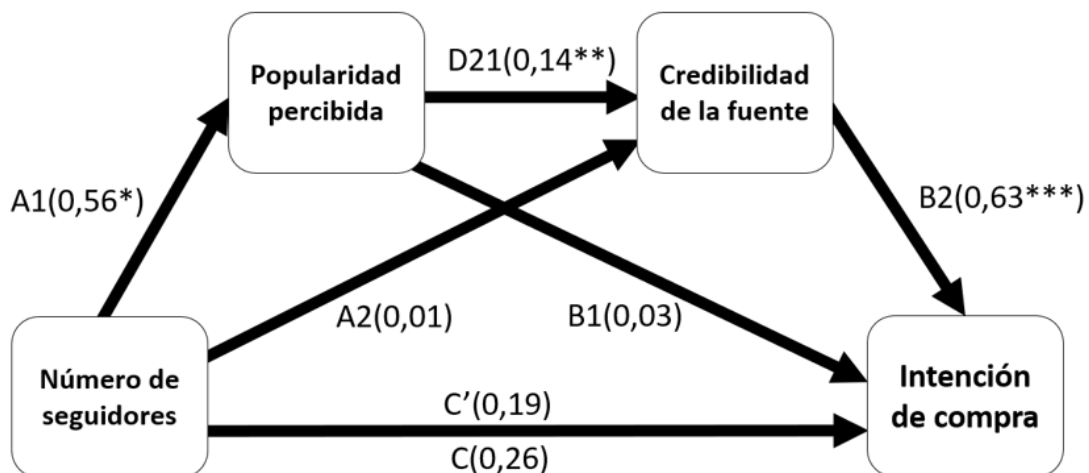 Popularidad
percibida
D21(0,14**)
Credibilidad
de la fuente
A1(0,56*)
B2(0,63***)
A2(0,01)
B1(0,03)
Número de
seguidores
C’(0,19)
C(0,26)
Intención
de compra